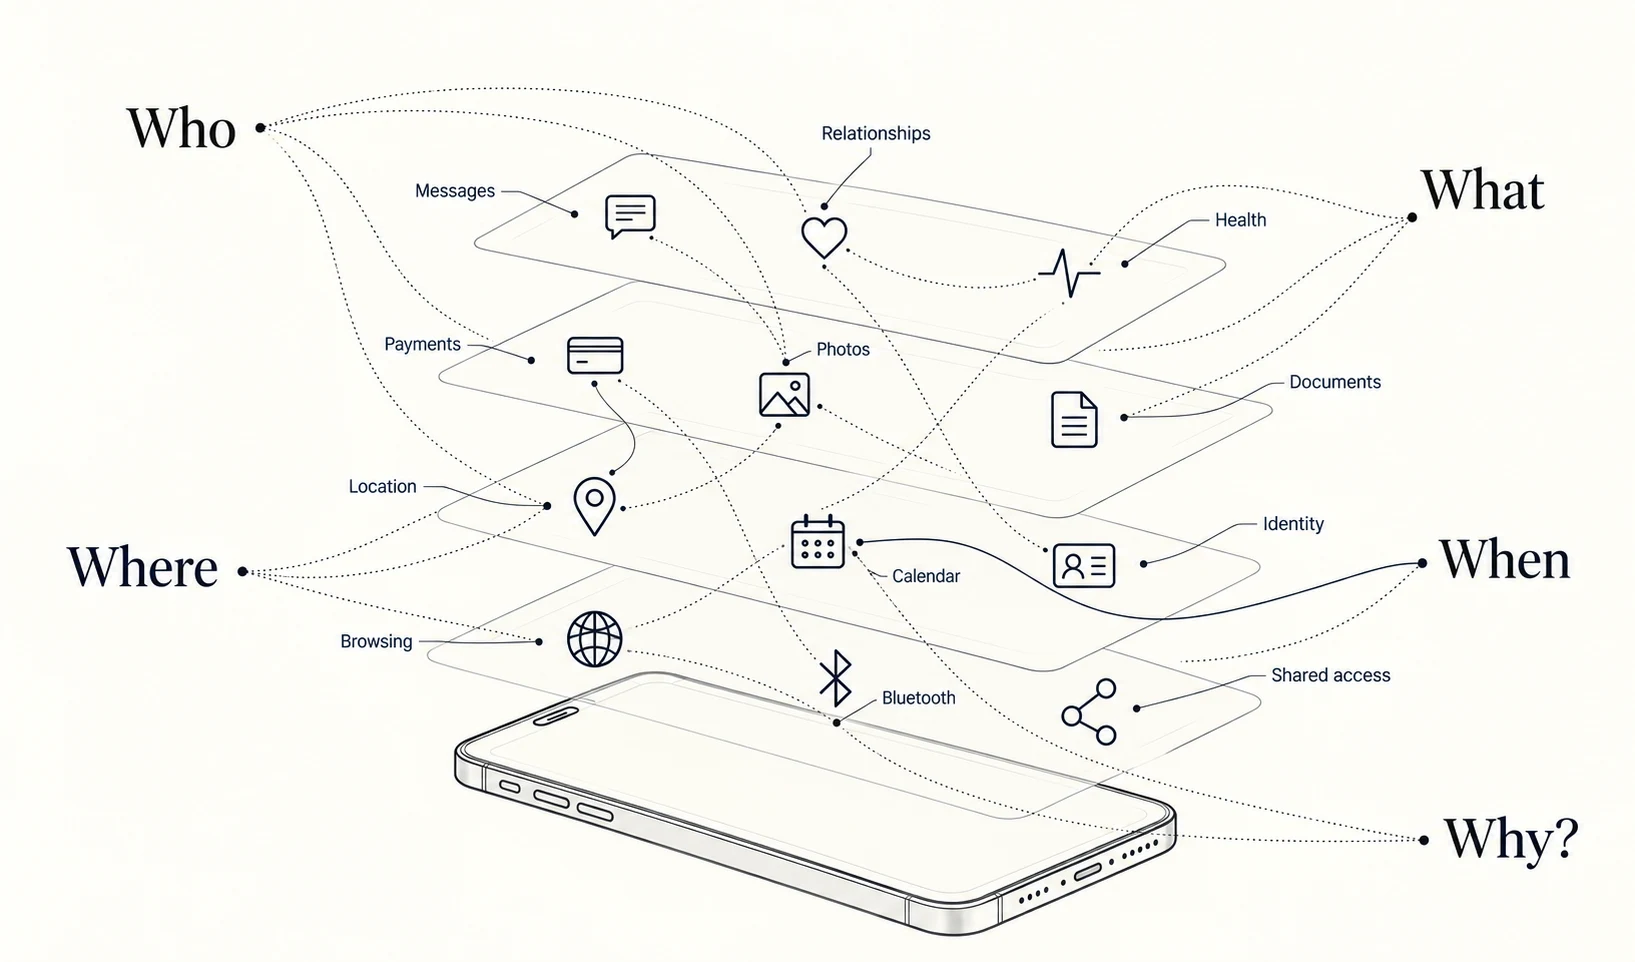 Who
Relationships
What
Messages
Health
Payments
Photos
Documents
Location
Identity
Where
When
Calendar
Browsing
Shared access
Bluetooth
Why?